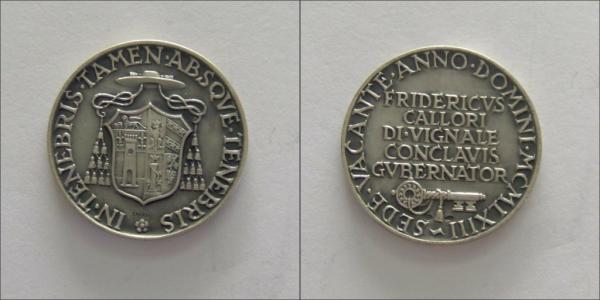 IN·TENEBRIS·TAMEN·ABSQVE·TENEBRIS
SEDE·VACANTE·ANNO·DOMINI·MCMLXIII
FRIDERICVS
CALLORI
DI·VIGNALE
CONCLAVIS
GVBERNATOR